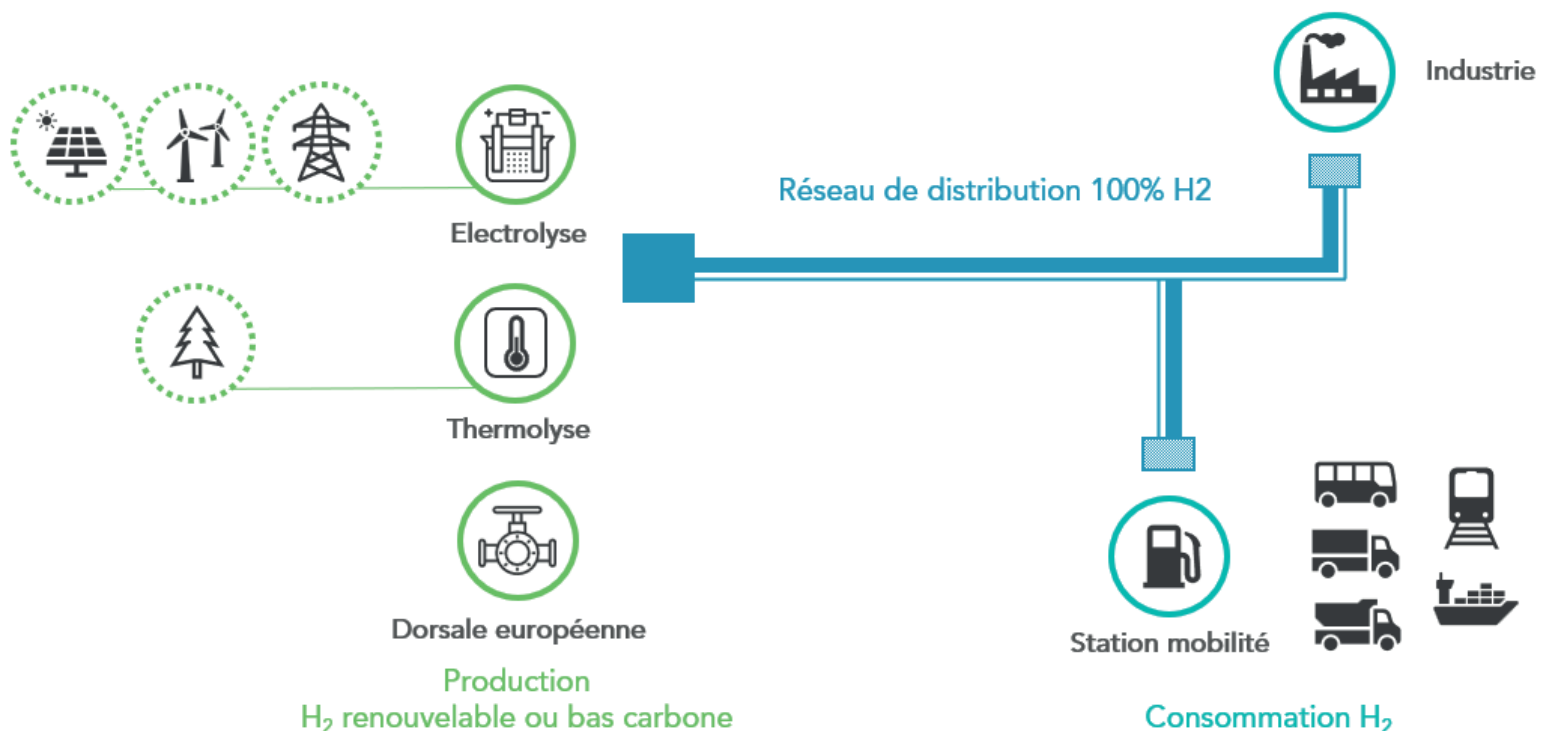 Industrie
Réseau de distribution 100% H2
+ -
Electrolyse
Thermolyse
Dorsale européenne
Station mobilité
Production
H₂ renouvelable ou bas carbone
Consommation H₂